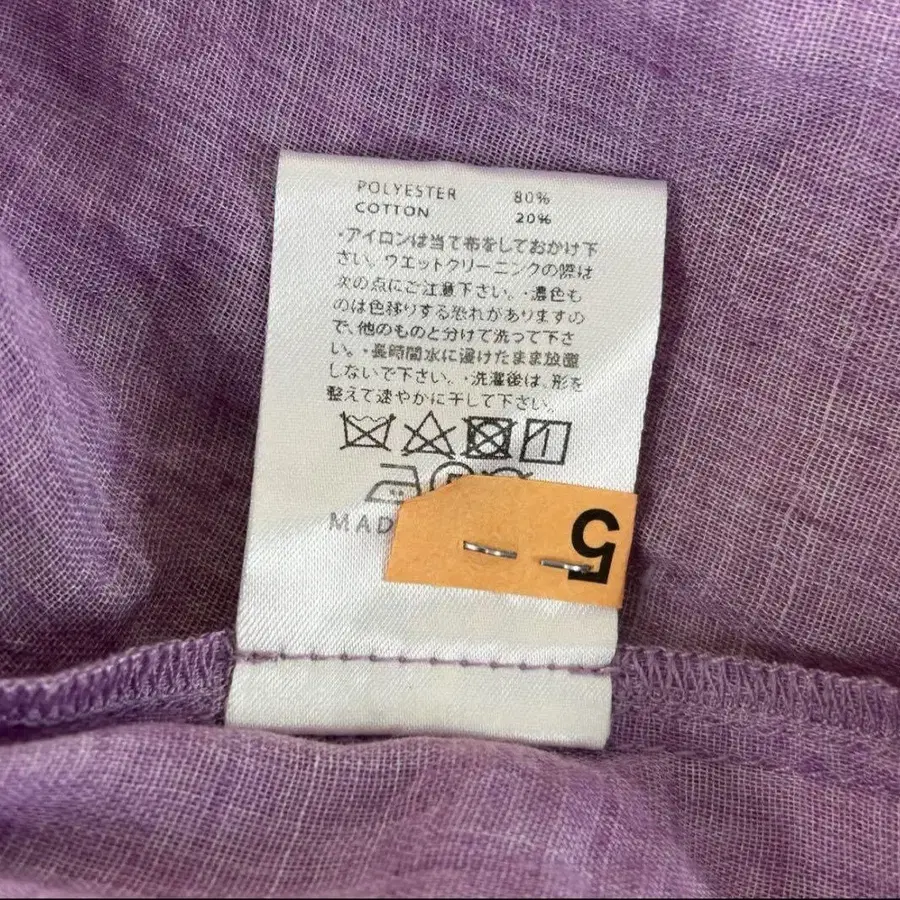 POLYESTER 80%
COTTON 20%
・アイロンは当て布をしておかけ下
さい。ウエットクリーニングの際は
次の点にご注意下さい。・濃色も
のは色移りする恐れがありますの
で、他のものと分けて洗って下さ
い。・長時間水に浸けたまま放置
しないで下さい。・洗濯後は、形を
整えて速やかに干して下さい。
MAD
5